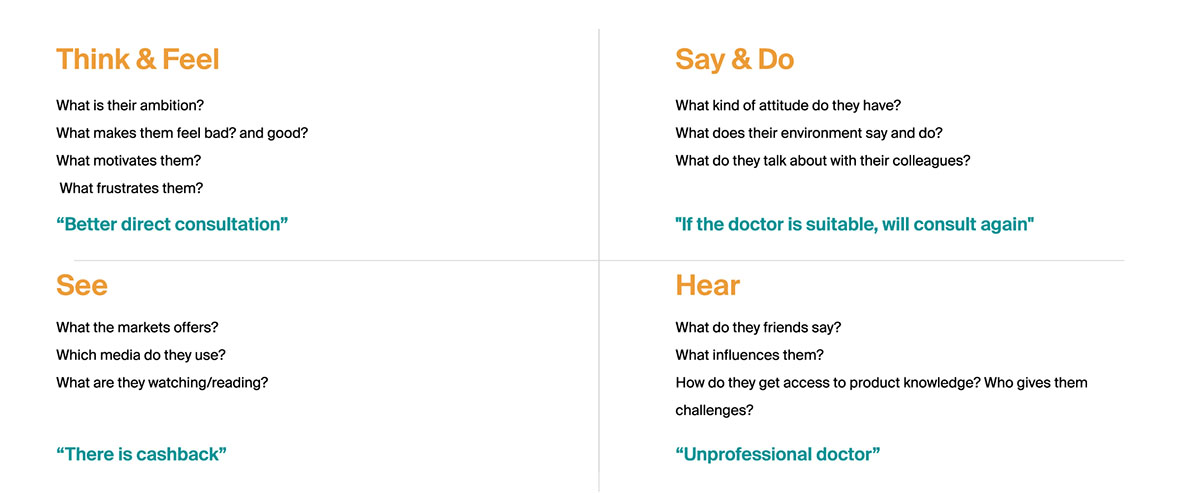 Think & Feel
What is their ambition?
What makes them feel bad? and good?
What motivates them?
What frustrates them?
“Better direct consultation”
Say & Do
What kind of attitude do they have?
What does their environment say and do?
What do they talk about with their colleagues?
"If the doctor is suitable, will consult again"
See
What the markets offers?
Which media do they use?
What are they watching/reading?
“There is cashback”
Hear
What do they friends say?
What influences them?
How do they get access to product knowledge? Who gives them
challenges?
“Unprofessional doctor”